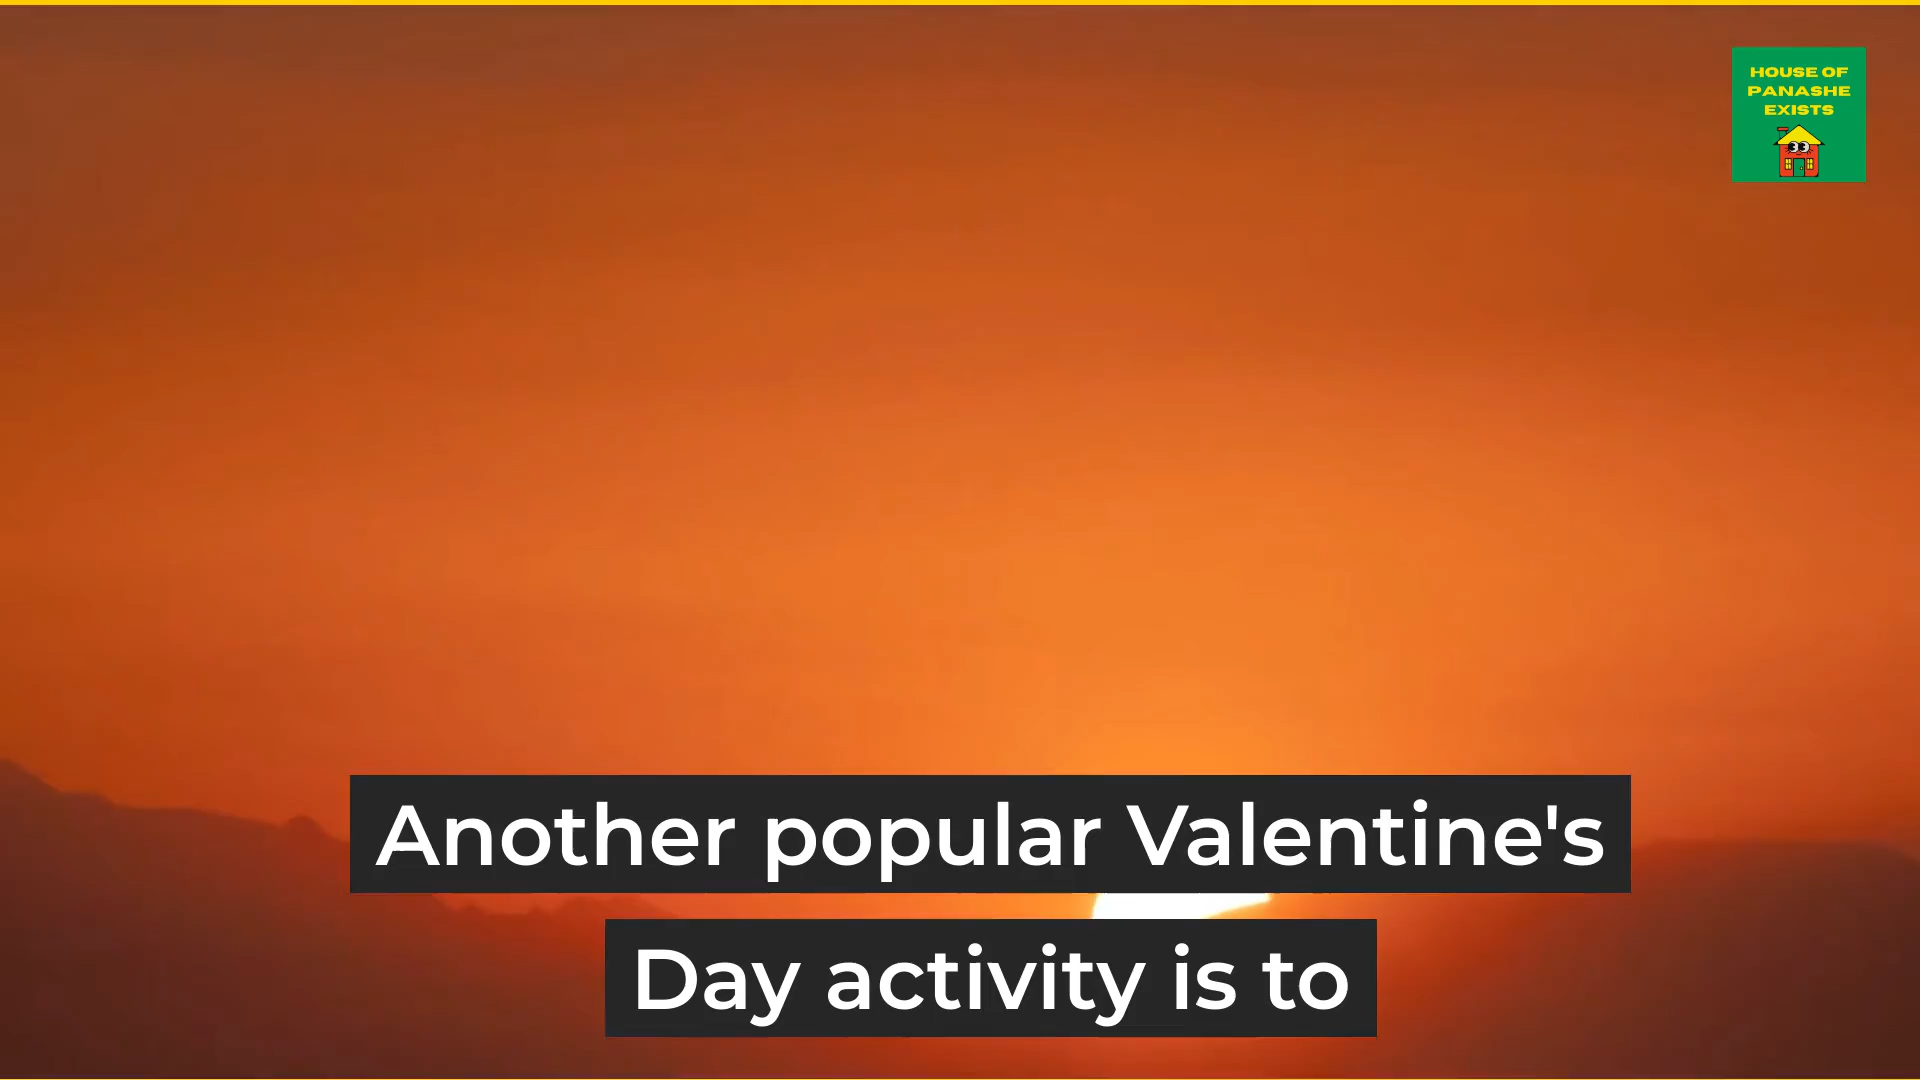 HOUSE OF
PANASHE
EXISTS
Another popular Valentine's
Day activity is to